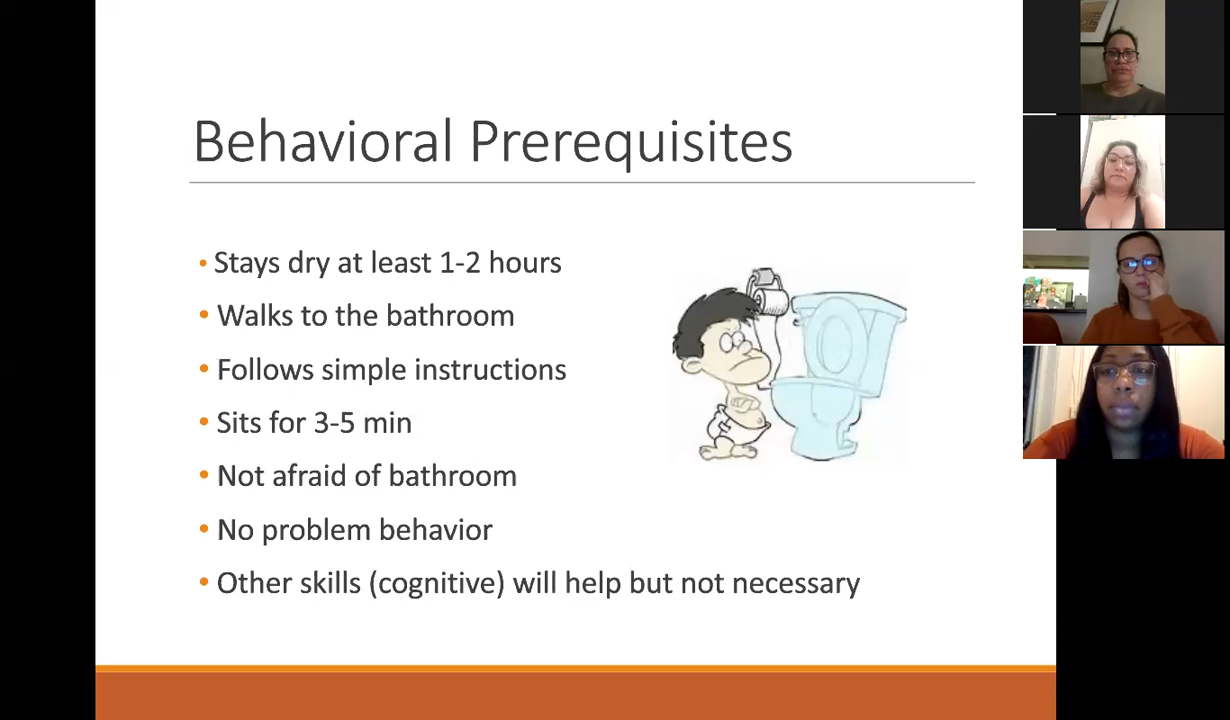 Behavioral Prerequisites
• Stays dry at least 1-2 hours
• Walks to the bathroom
• Follows simple instructions
• Sits for 3-5 min
• Not afraid of bathroom
• No problem behavior
• Other skills (cognitive) will help but not necessary